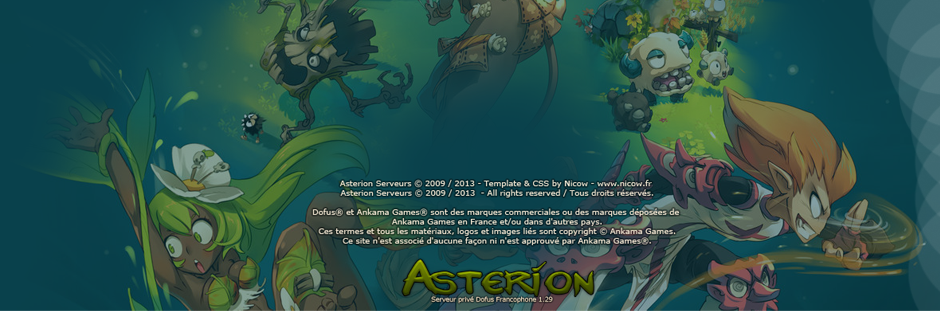 Asterion Serveurs © 2009 / 2013 - Template & CSS by Nicow - www.nicow.fr
Asterion Serveurs © 2009 / 2013 - All rights reserved / Tous droits réservés.
Dofus® et Ankama Games® sont des marques commerciales ou des marques déposées de
Ankama Games en France et/ou dans d'autres pays.
Ces termes et tous les matériaux, logos et images liés sont copyright © Ankama Games.
Ce site n'est associé d'aucune façon ni n'est approuvé par Ankama Games®.
ASTERION
Serveur privé Dofus Francophone 1.29